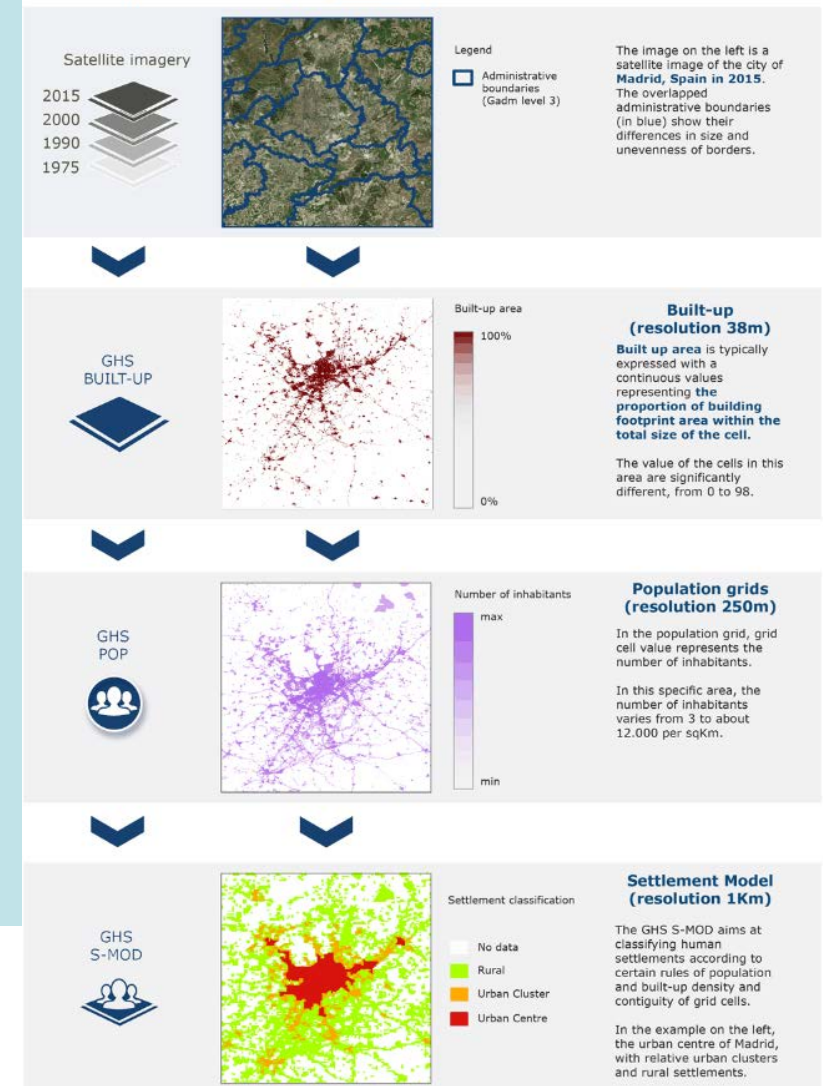 Satellite imagery
2015
2000
1990
1975
Legend
Administrative
boundaries
(Gadm level 3)
The image on the left is a
satellite image of the city of
Madrid, Spain in 2015.
The overlapped
administrative boundaries
(in blue) show their
differences in size and
unevenness of borders.
GHS
BUILT-UP
Built-up area
100%
0%
Built-up
(resolution 38m)
Built up area is typically
expressed with a
continuous values
representing the
proportion of building
footprint area within the
total size of the cell.
The value of the cells in this
area are significantly
different, from 0 to 98.
GHS
POP
Number of inhabitants
max
min
Population grids
(resolution 250m)
In the population grid, grid
cell value represents the
number of inhabitants.
In this specific area, the
number of inhabitants
varies from 3 to about
12.000 per sqKm.
GHS
S-MOD
Settlement classification
No data
Rural
Urban Cluster
Urban Centre
Settlement Model
(resolution 1Km)
The GHS S-MOD aims at
classifying human
settlements according to
certain rules of population
and built-up density and
contiguity of grid cells.
In the example on the left,
the urban centre of Madrid,
with relative urban clusters
and rural settlements.